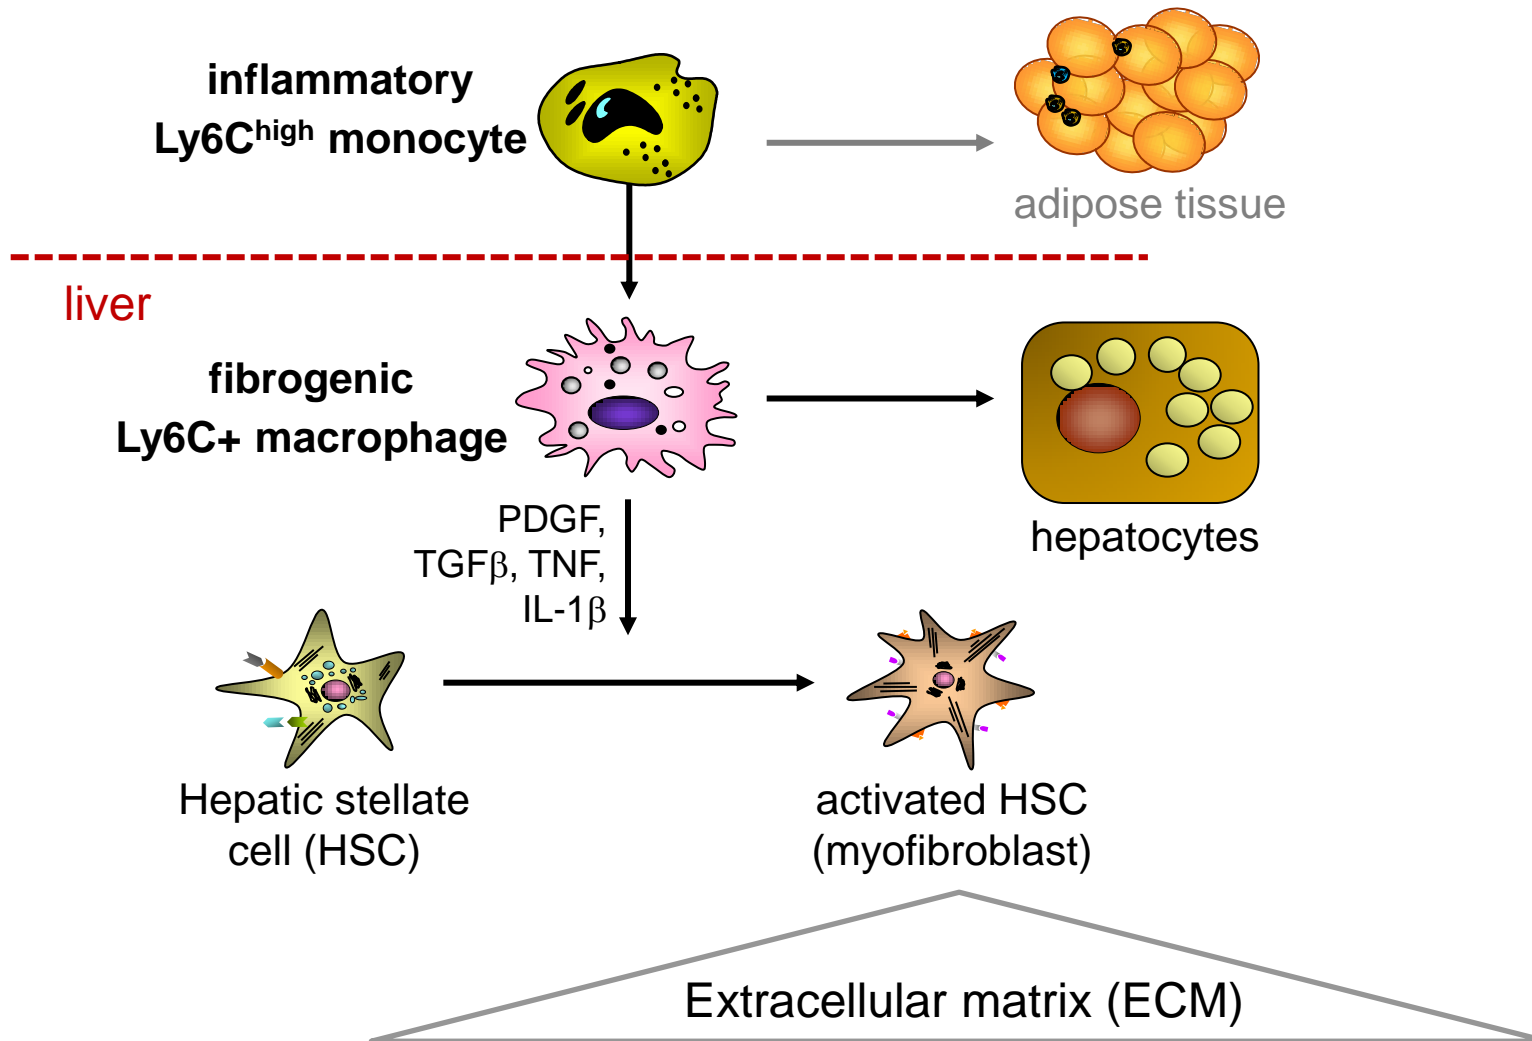 inflammatory
Ly6Chigh monocyte
adipose tissue
liver
fibrogenic
Ly6C+ macrophage
hepatocytes
PDGF,
TGFβ, TNF,
IL-1β
Hepatic stellate
cell (HSC)
activated HSC
(myofibroblast)
Extracellular matrix (ECM)